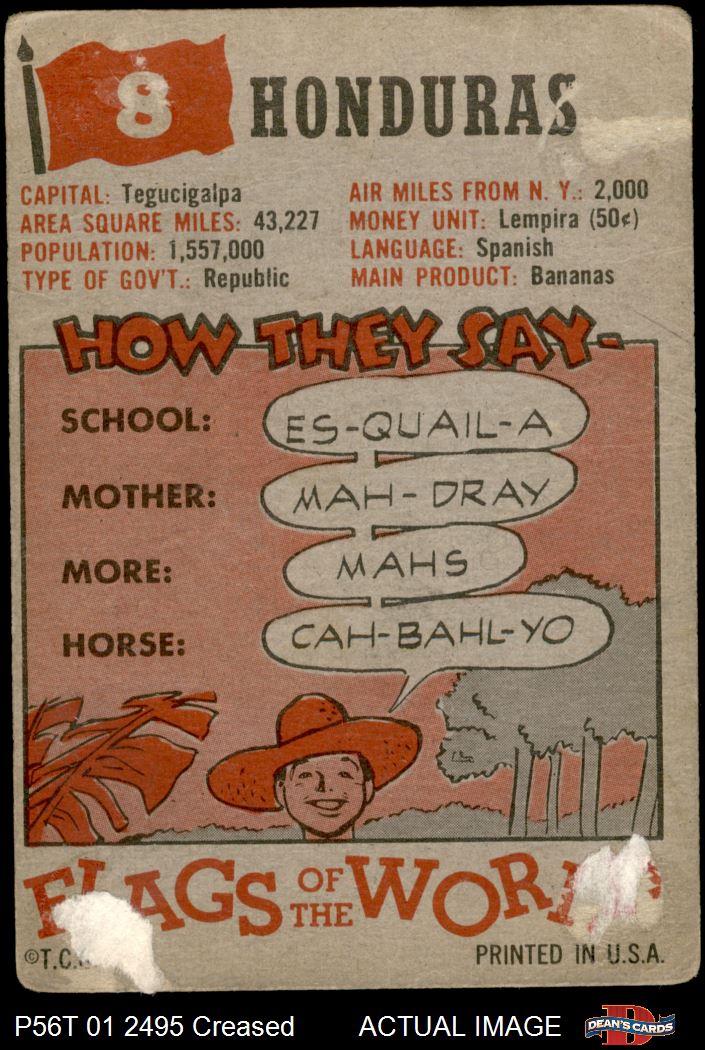 8 HONDURAS
CAPITAL: Tegucigalpa
AREA SQUARE MILES: 43,227
POPULATION: 1,557,000
TYPE OF GOV'T.: Republic
AIR MILES FROM N. Y.: 2,000
MONEY UNIT: Lempira (50¢)
LANGUAGE: Spanish
MAIN PRODUCT: Bananas
HOW THEY SAY-
SCHOOL: ES-QUAIL-A
MOTHER: MAH-DRAY
MORE: MAHS
HORSE: CAH-BAHL-YO
FLAGS OF THE WOR
©T.C.
PRINTED IN U.S.A.
P56T 01 2495 Creased ACTUAL IMAGE DEAN'S CARDS